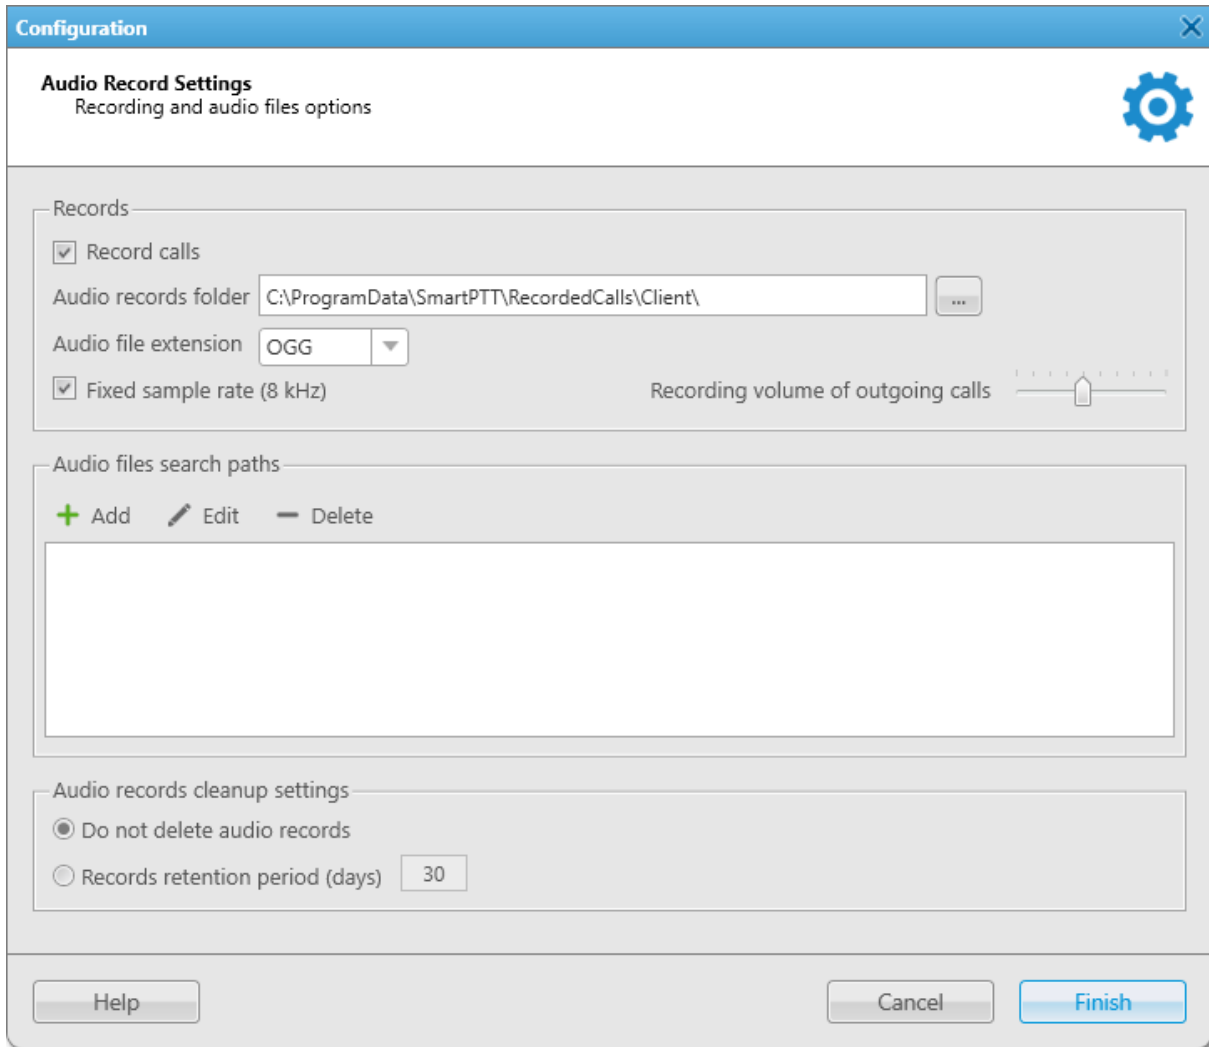 Configuration
Audio Record Settings
Recording and audio files options
Records
Record calls
Audio records folder C:\ProgramData\SmartPTT\RecordedCalls\Client\ ...
Audio file extension OGG
Fixed sample rate (8 kHz) Recording volume of outgoing calls
Audio files search paths
Add Edit Delete
Audio records cleanup settings
Do not delete audio records
Records retention period (days) 30
Help Cancel Finish